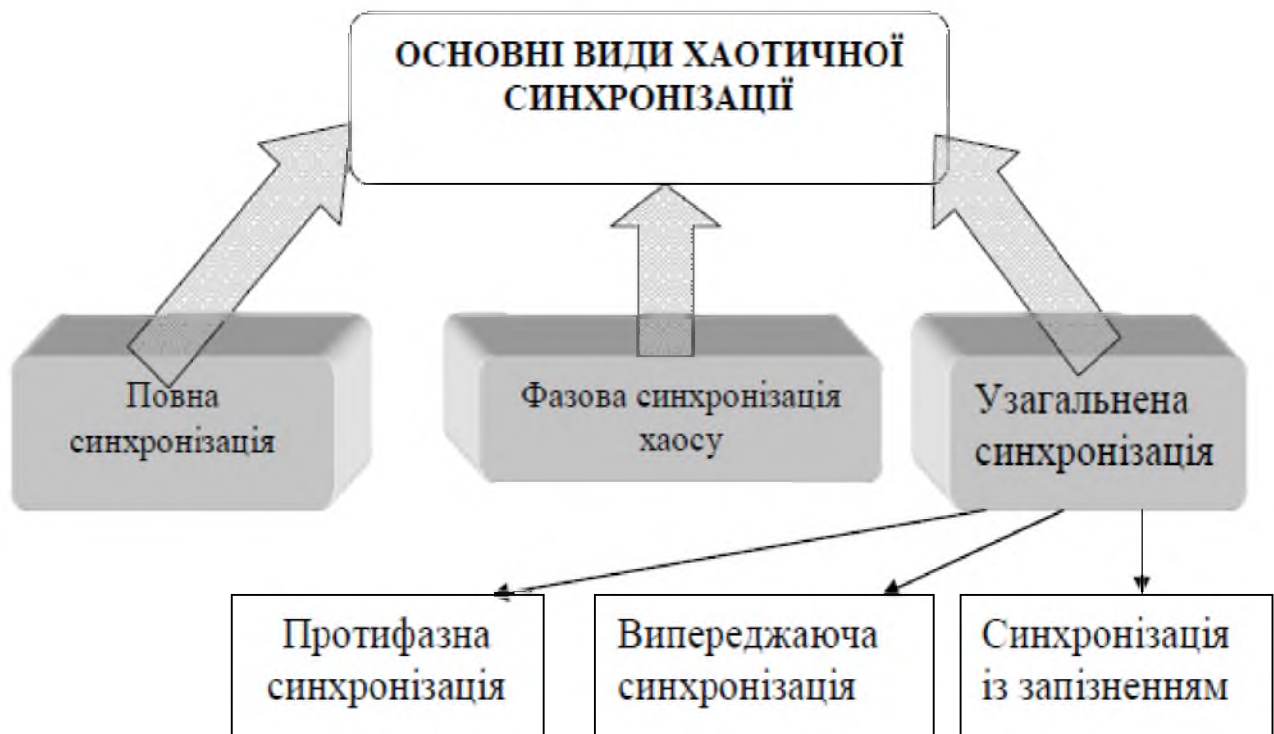 ОСНОВНІ ВИДИ ХАОТИЧНОЇ
СИНХРОНІЗАЦІЇ
Повна
синхронізація
Фазова синхронізація
хаосу
Узагальнена
синхронізація
Протифазна
синхронізація
Випереджаюча
синхронізація
Синхронізація
із запізненням